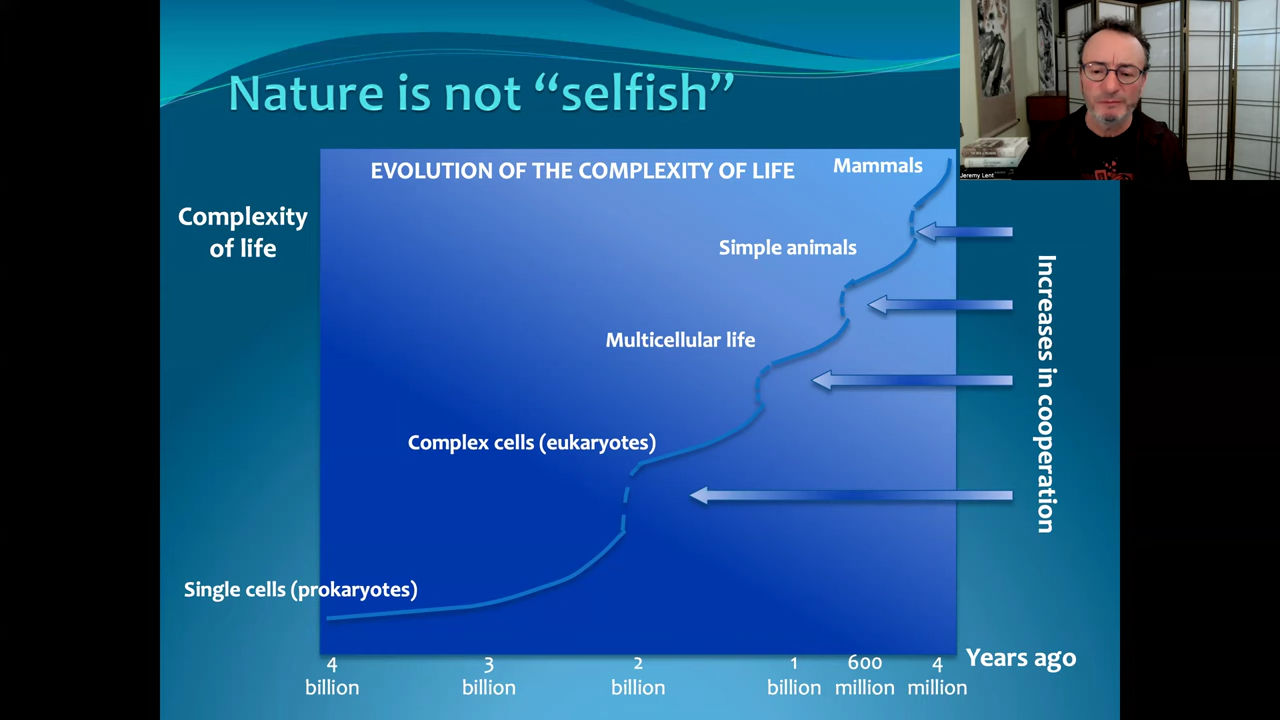 Nature is not “selfish”
EVOLUTION OF THE COMPLEXITY OF LIFE
Mammals
Complexity
of life
Simple animals
Multicellular life
Complex cells (eukaryotes)
Single cells (prokaryotes)
Increases in cooperation
4
billion
3
billion
2
billion
1
billion
600
million
4
million
Years ago
Jeremy Lent